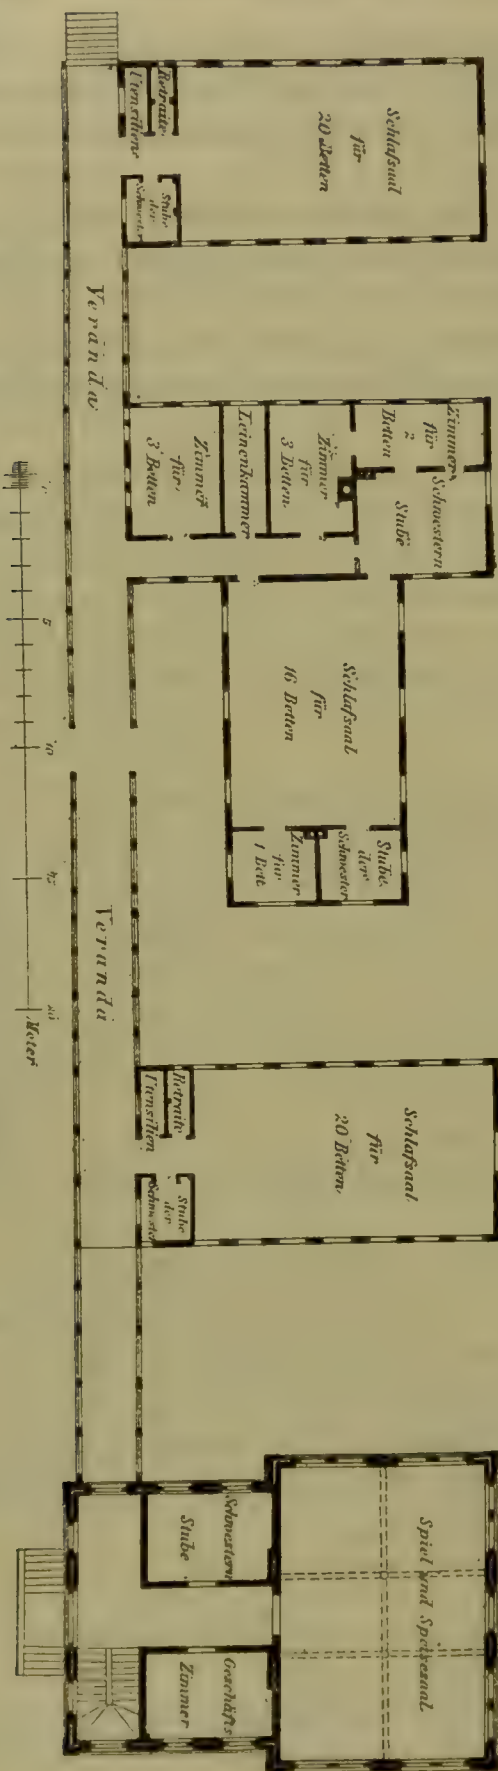 Schlafsaal
für
20 Betten
Retraite.
Utensilien
Stube
der
Schwester
Veranda
Zimmer
für
2
Betten
Schwestern
Stube
Zimmer
für
3 Betten.
Leinenkammer
Zimmer
für
3 Betten
Schlafsaal
für
16 Betten
Stube.
der
Schwester
Zimmer
für
1 Bett
Veranda
5
10
15
20
Meter
Schlafsaal.
für
20 Betten.
Retraite
Utensilien
Stube
der
Schwester
Spiel und Speisesaal
Schwestern
Stube
Geschäfts
Zimmer